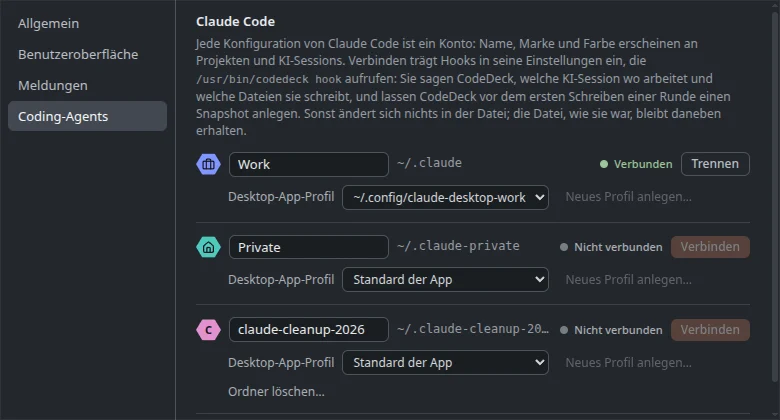 Allgemein
Benutzeroberfläche
Meldungen
Coding-Agents
Claude Code
Jede Konfiguration von Claude Code ist ein Konto: Name, Marke und Farbe erscheinen an
Projekten und KI-Sessions. Verbinden trägt Hooks in seine Einstellungen ein, die
/usr/bin/codedeck hook aufrufen: Sie sagen CodeDeck, welche KI-Session wo arbeitet und
welche Dateien sie schreibt, und lassen CodeDeck vor dem ersten Schreiben einer Runde einen
Snapshot anlegen. Sonst ändert sich nichts in der Datei; die Datei, wie sie war, bleibt daneben
erhalten.
Work ~/.claude Verbunden Trennen
Desktop-App-Profil ~/.config/claude-desktop-work Neues Profil anlegen...
Private ~/.claude-private Nicht verbunden Verbinden
Desktop-App-Profil Standard der App Neues Profil anlegen...
C claude-cleanup-2026 ~/.claude-cleanup-20… Nicht verbunden Verbinden
Desktop-App-Profil Standard der App Neues Profil anlegen...
Ordner löschen...